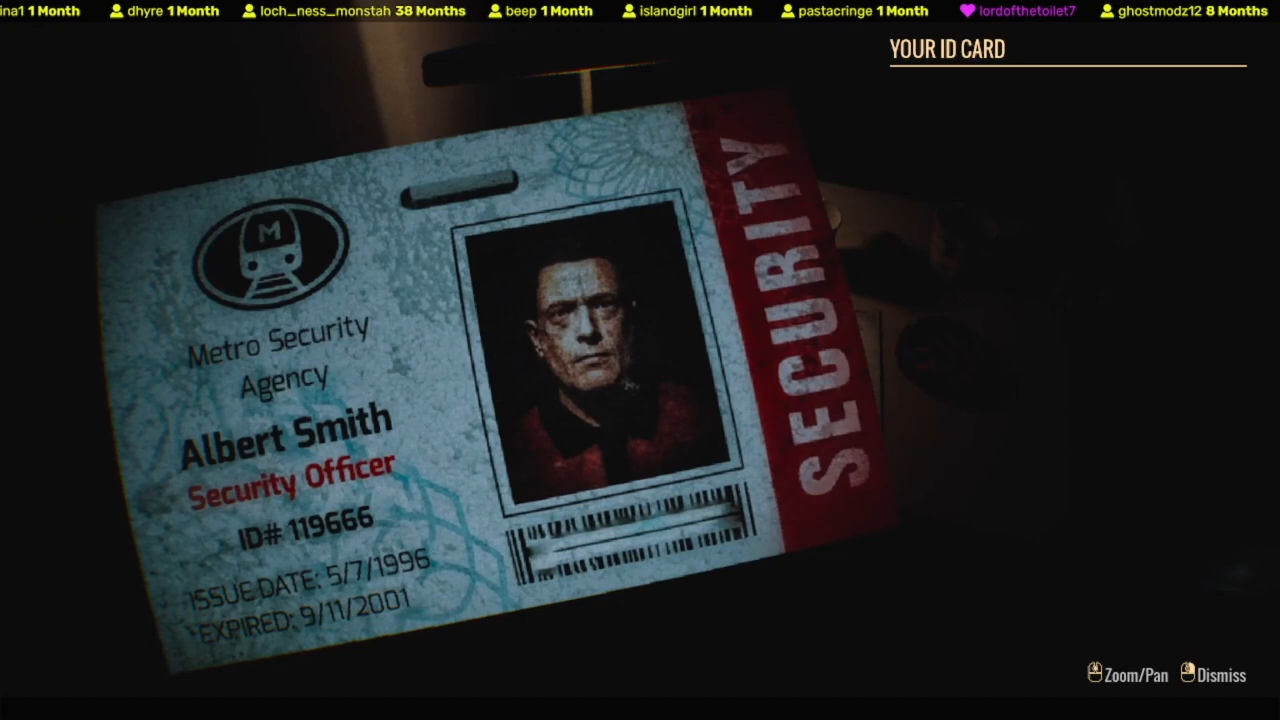 ina1 1 Month dhyre 1 Month loch_ness_monstah 38 Months beep 1 Month islandgirl 1 Month pastacringe 1 Month lordofthetoilet7 ghostmodz12 8 Months
YOUR ID CARD
M
Metro Security
Agency
Albert Smith
Security Officer
ID# 119666
ISSUE DATE: 5/7/1996
EXPIRED: 9/11/2001
SECURITY
Zoom/Pan Dismiss